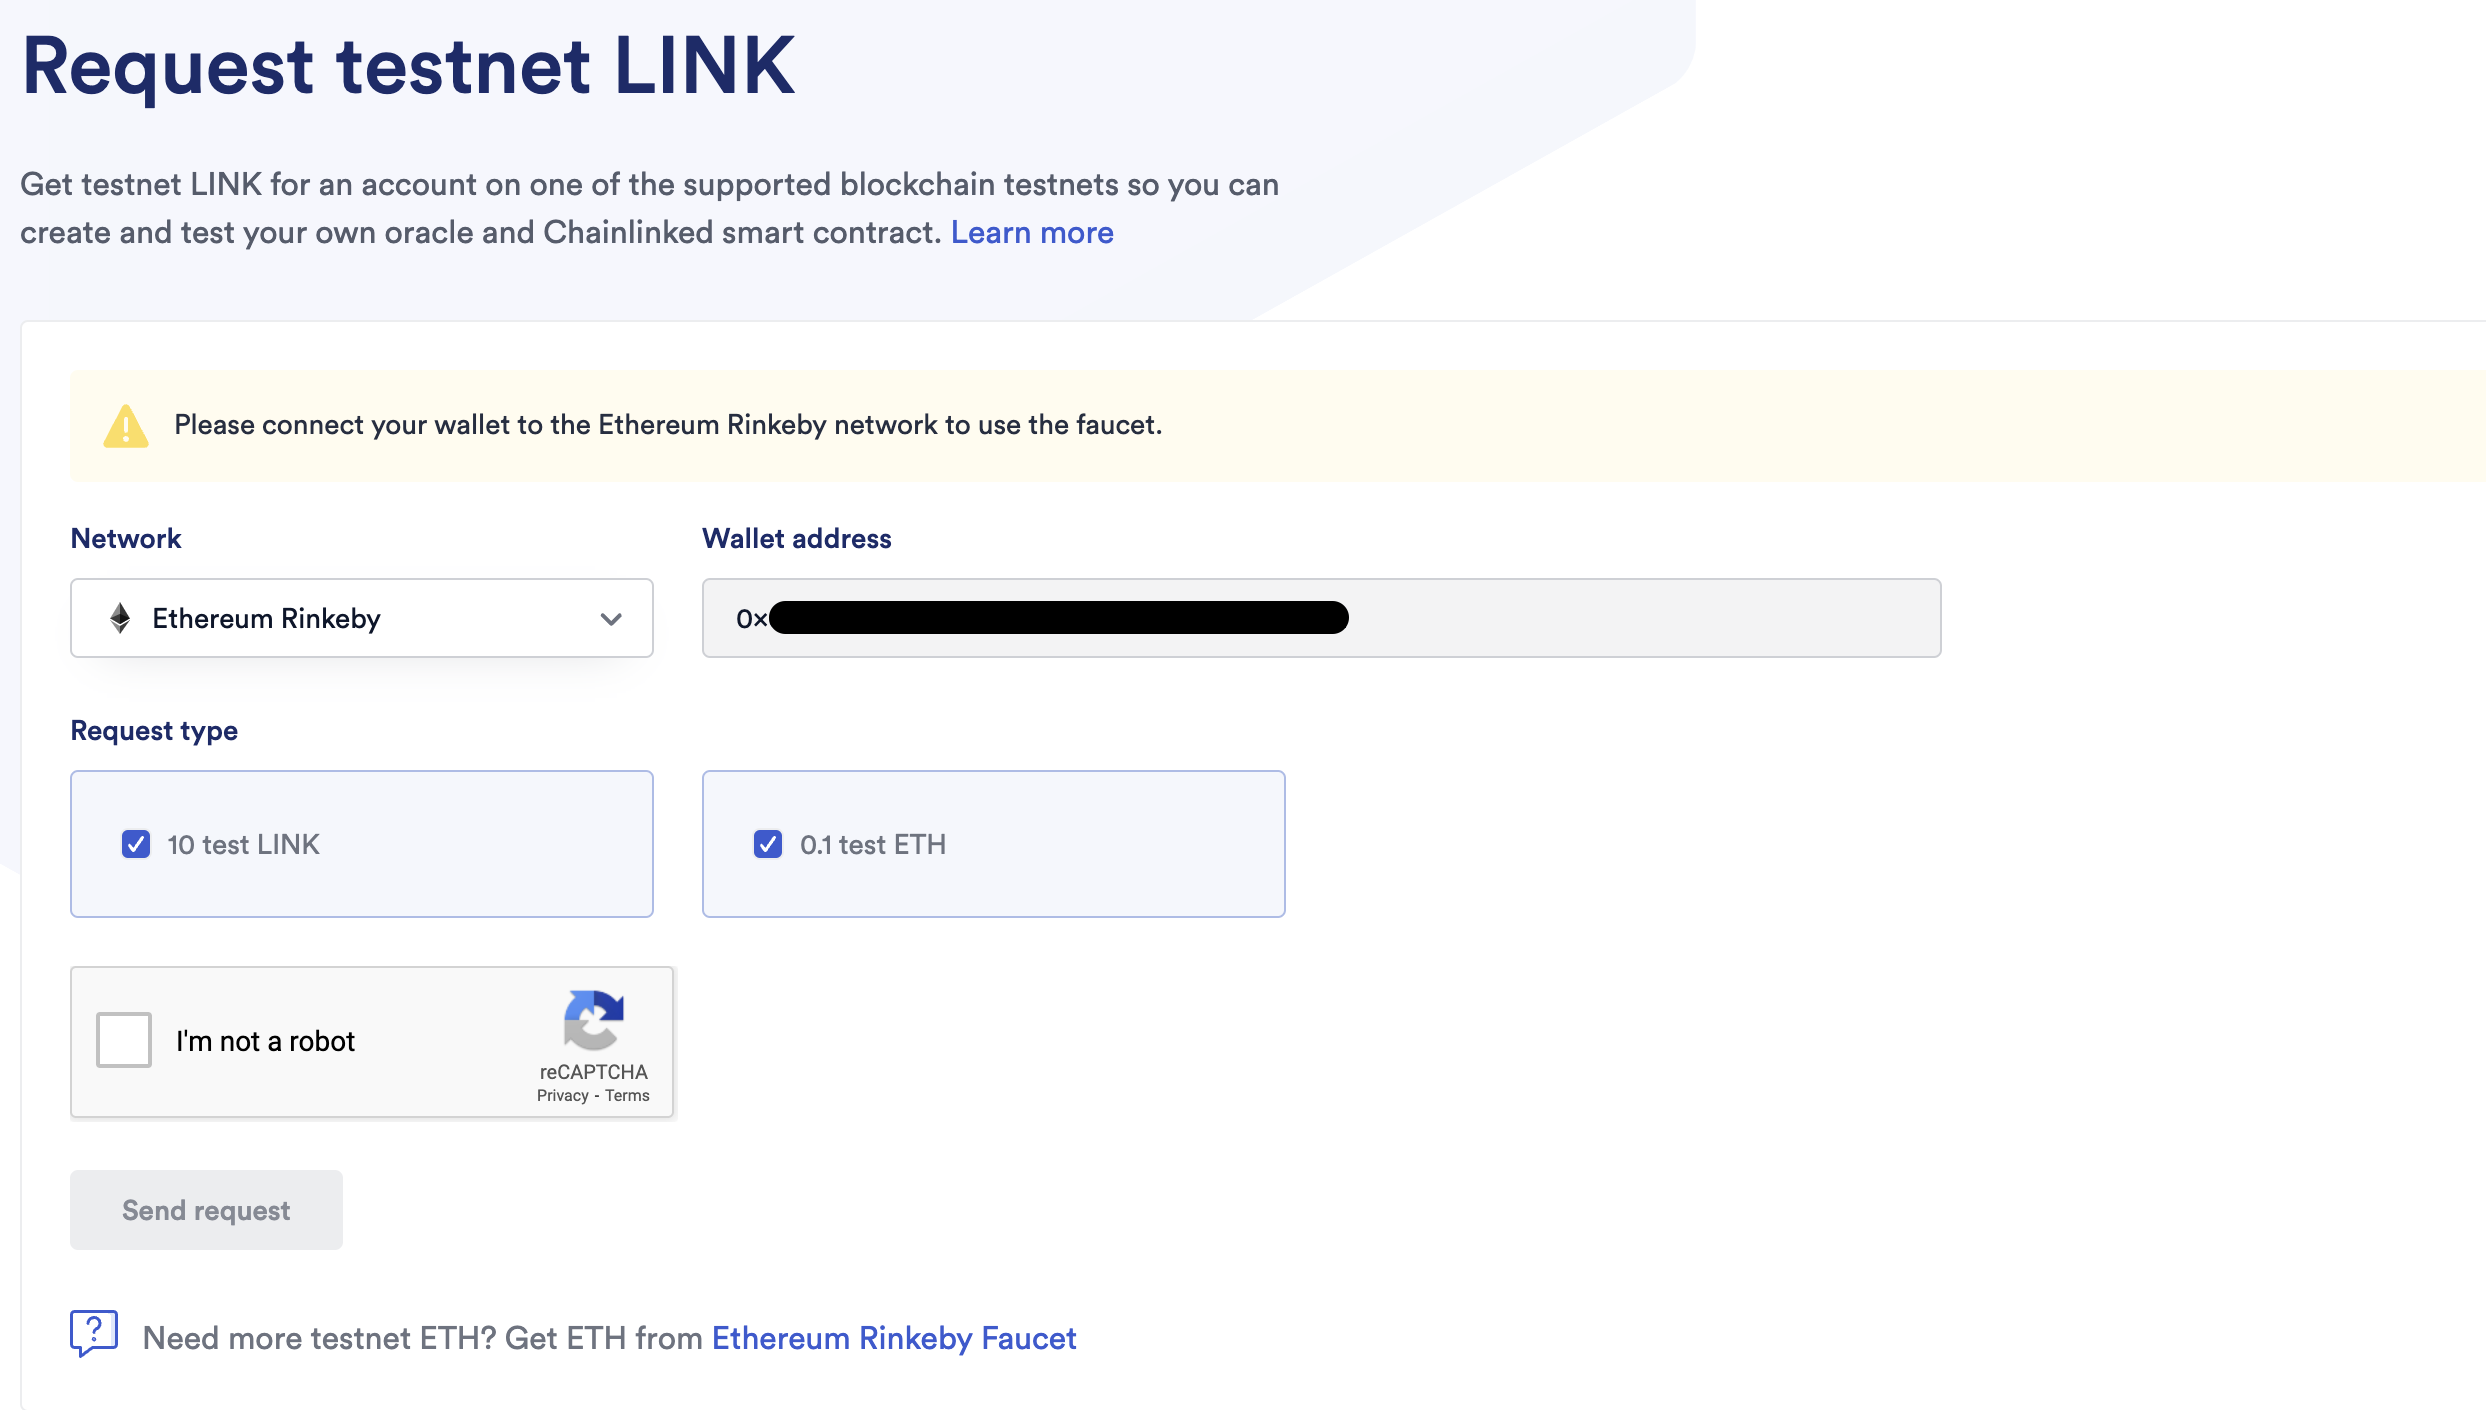 Request testnet LINK
Get testnet LINK for an account on one of the supported blockchain testnets so you can
create and test your own oracle and Chainlinked smart contract. Learn more
Please connect your wallet to the Ethereum Rinkeby network to use the faucet.
Network
Wallet address
Ethereum Rinkeby
0x
Request type
10 test LINK
0.1 test ETH
I'm not a robot
reCAPTCHA
Privacy - Terms
Send request
Need more testnet ETH? Get ETH from Ethereum Rinkeby Faucet